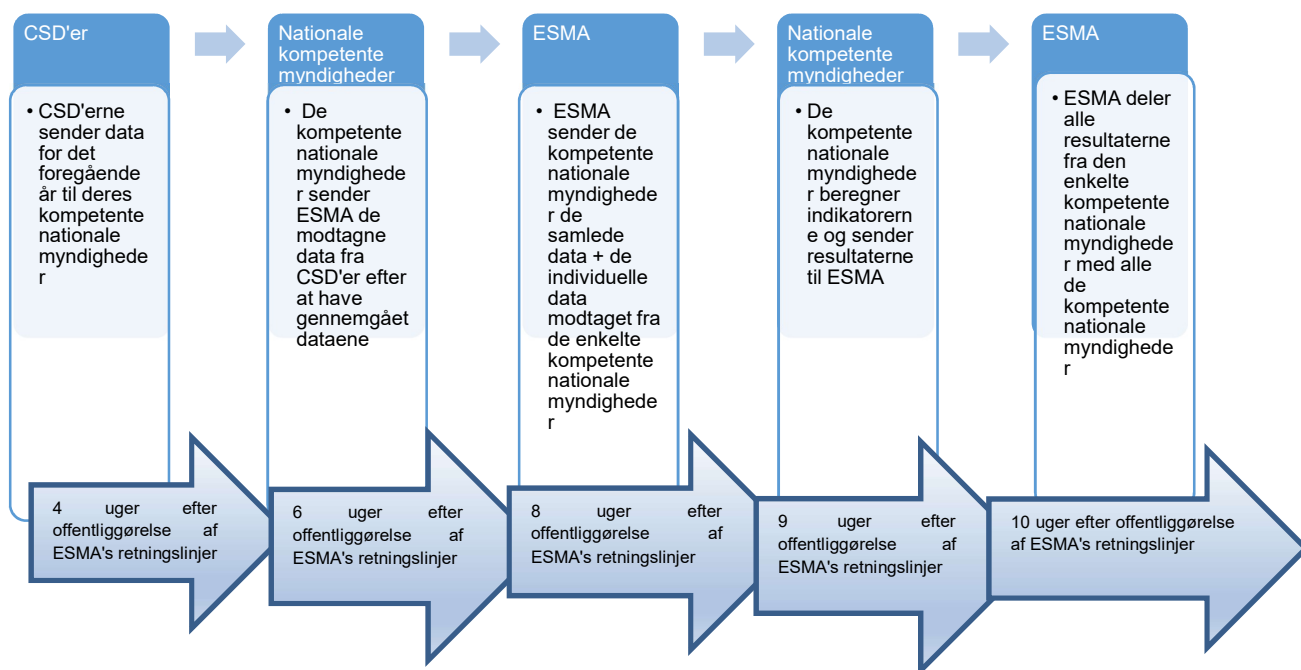 CSD'er
• CSD'erne
sender data
for det
foregående
år til deres
kompetente
nationale
myndighede
r
4 uger efter
offentliggørelse af
ESMA's retningslinjer
Nationale
kompetente
myndigheder
• De
kompetente
nationale
myndighede
r sender
ESMA de
modtagne
data fra
CSD'er efter
at have
gennemgået
dataene
6 uger efter
offentliggørelse af
ESMA's retningslinjer
ESMA
• ESMA
sender de
kompetente
nationale
myndighede
r de
samlede
data + de
individuelle
data
modtaget fra
de enkelte
kompetente
nationale
myndigheder
r
8 uger efter
offentliggørelse af
ESMA's retningslinjer
Nationale
kompetente
myndigheder
• De
kompetente
nationale
myndighede
r beregner
indikatorern
e og sender
resultaterne
til ESMA
9 uger efter
offentliggørelse af
ESMA's retningslinjer
ESMA
• ESMA deler
alle
resultaterne
fra den
enkelte
kompetente
nationale
myndighede
r med alle
de
kompetente
nationale
myndighede
r
10 uger efter offentliggørelse
af ESMA's retningslinjer